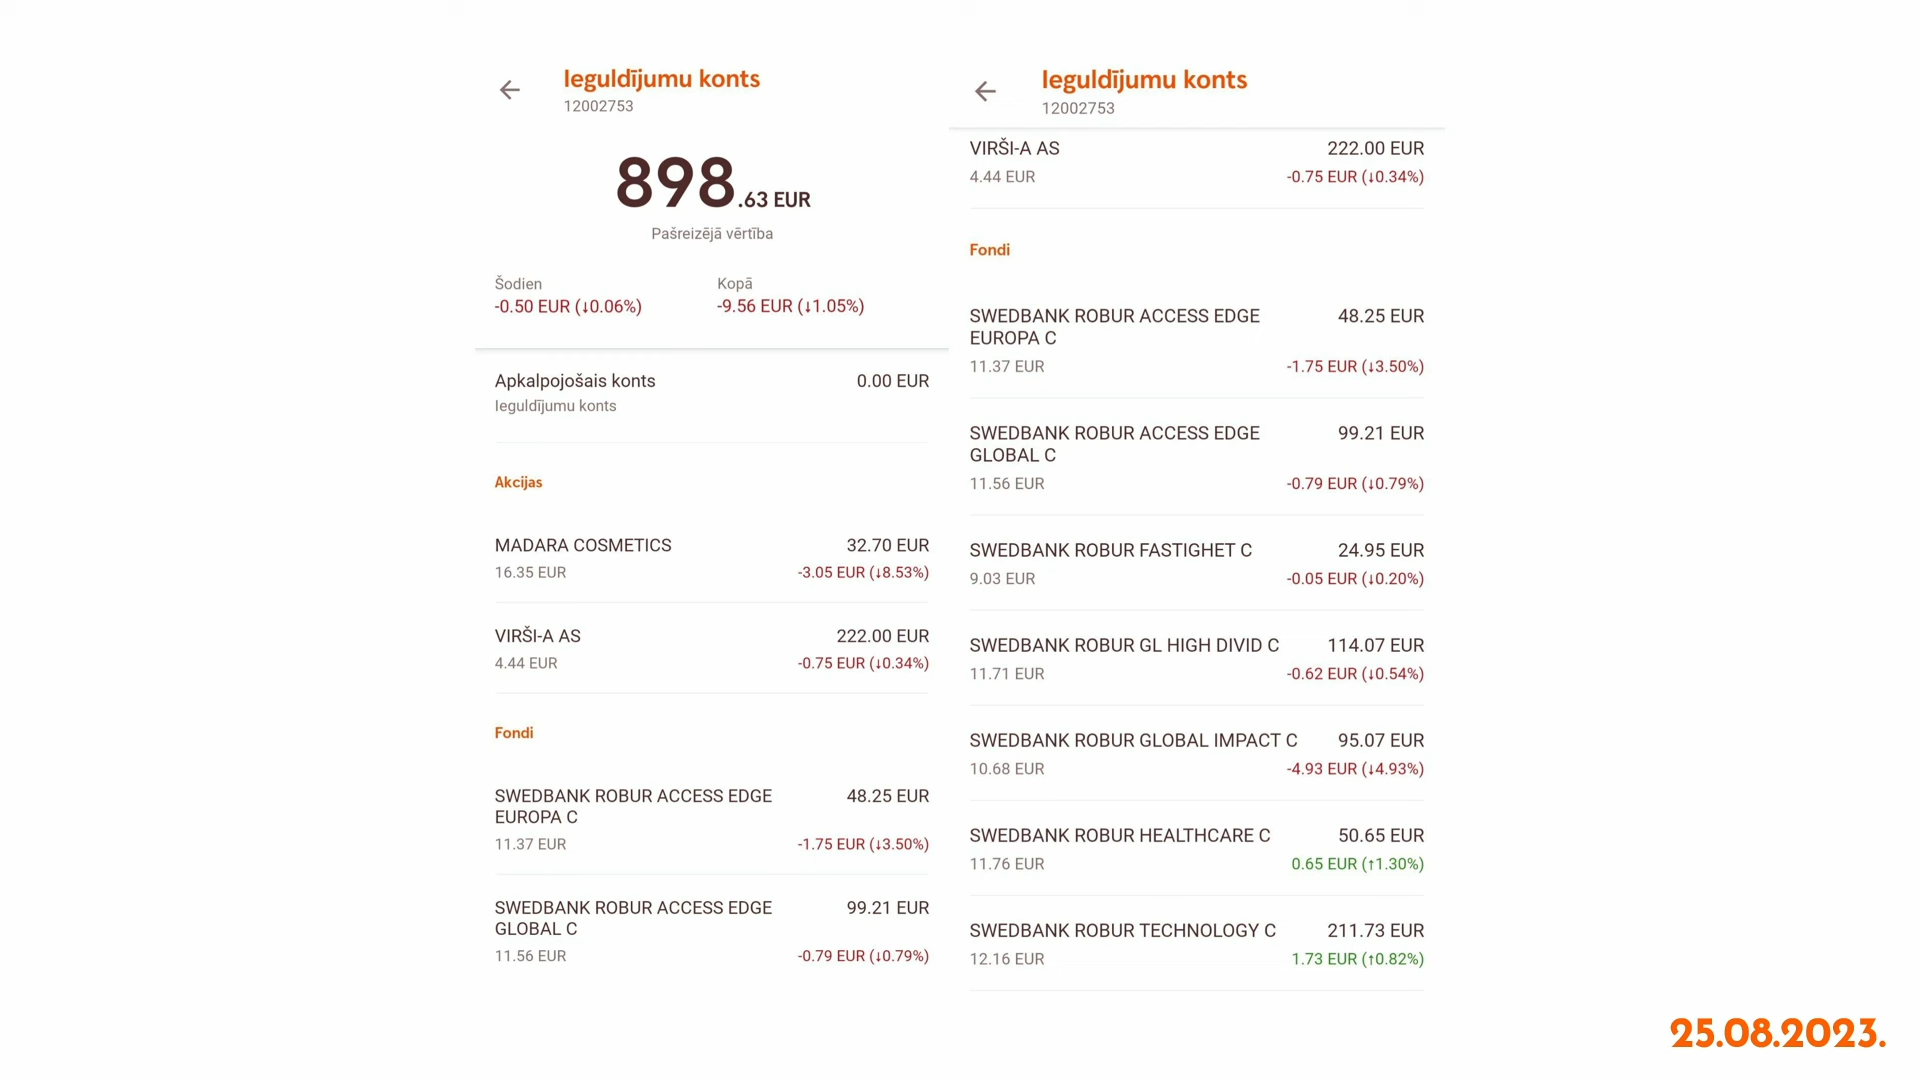 Ieguldījumu konts
12002753
898.63 EUR
Pašreizējā vērtība
Šodien
-0.50 EUR (↓0.06%)
Kopā
-9.56 EUR (↓1.05%)
Apkalpojošais konts
0.00 EUR
Ieguldījumu konts
Akcijas
MADARA COSMETICS
32.70 EUR
16.35 EUR
-3.05 EUR (↓8.53%)
VIRŠI-A AS
222.00 EUR
4.44 EUR
-0.75 EUR (↓0.34%)
Fondi
SWEDBANK ROBUR ACCESS EDGE
48.25 EUR
EUROPA C
11.37 EUR
-1.75 EUR (↓3.50%)
SWEDBANK ROBUR ACCESS EDGE
99.21 EUR
GLOBAL C
11.56 EUR
-0.79 EUR (↓0.79%)
Ieguldījumu konts
12002753
VIRŠI-A AS
222.00 EUR
4.44 EUR
-0.75 EUR (↓0.34%)
Fondi
SWEDBANK ROBUR ACCESS EDGE
48.25 EUR
EUROPA C
11.37 EUR
-1.75 EUR (↓3.50%)
SWEDBANK ROBUR ACCESS EDGE
99.21 EUR
GLOBAL C
11.56 EUR
-0.79 EUR (↓0.79%)
SWEDBANK ROBUR FASTIGHET C
24.95 EUR
9.03 EUR
-0.05 EUR (↓0.20%)
SWEDBANK ROBUR GL HIGH DIVID C
114.07 EUR
11.71 EUR
-0.62 EUR (↓0.54%)
SWEDBANK ROBUR GLOBAL IMPACT C
95.07 EUR
10.68 EUR
-4.93 EUR (↓4.93%)
SWEDBANK ROBUR HEALTHCARE C
50.65 EUR
11.76 EUR
0.65 EUR (↑1.30%)
SWEDBANK ROBUR TECHNOLOGY C
211.73 EUR
12.16 EUR
1.73 EUR (↑0.82%)
25.08.2023.